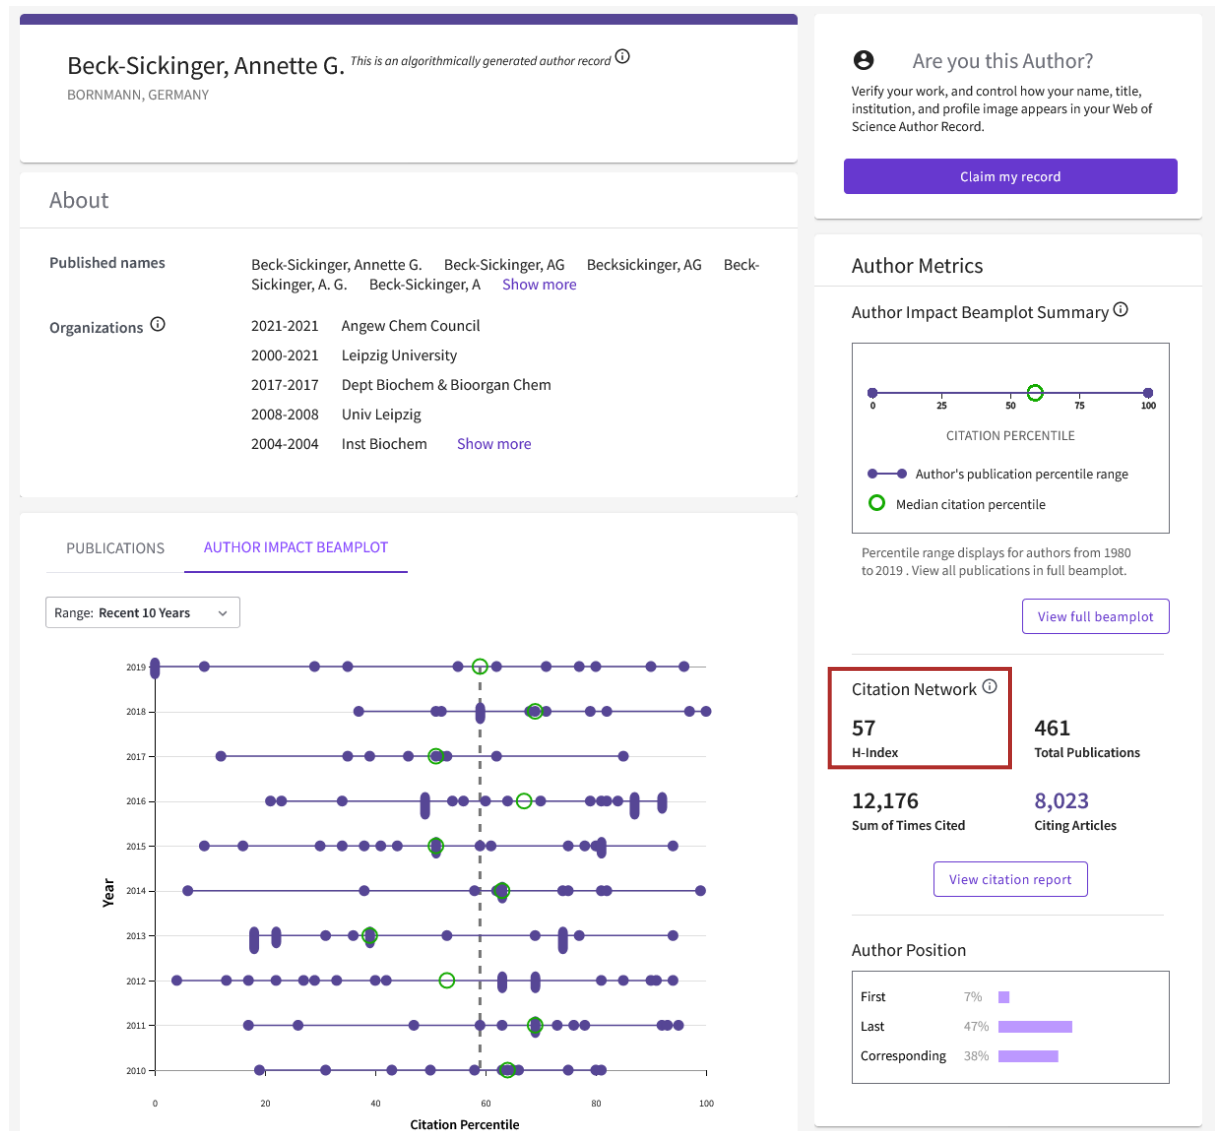 Beck-Sickinger, Annette G. This is an algorithmically generated author record
BORNMANN, GERMANY
About
Published names
Beck-Sickinger, Annette G. Beck-Sickinger, AG Becksickinger, AG Beck-
Sickinger, A. G. Beck-Sickinger, A Show more
Organizations
2021-2021 Angew Chem Council
2000-2021 Leipzig University
2017-2017 Dept Biochem & Bioorgan Chem
2008-2008 Univ Leipzig
2004-2004 Inst Biochem Show more
PUBLICATIONS AUTHOR IMPACT BEAMPLOT
Range: Recent 10 Years
Year
2019
2018
2017
2016
2015
2014
2013
2012
2011
2010
0 20 40 60 80 100
Citation Percentile
Are you this Author?
Verify your work, and control how your name, title,
institution, and profile image appears in your Web of
Science Author Record.
Claim my record
Author Metrics
Author Impact Beamplot Summary
0 25 50 75 100
CITATION PERCENTILE
Author's publication percentile range
Median citation percentile
Percentile range displays for authors from 1980
to 2019 . View all publications in full beamplot.
View full beamplot
Citation Network
57 461
H-Index Total Publications
12,176 8,023
Sum of Times Cited Citing Articles
View citation report
Author Position
First 7%
Last 47%
Corresponding 38%